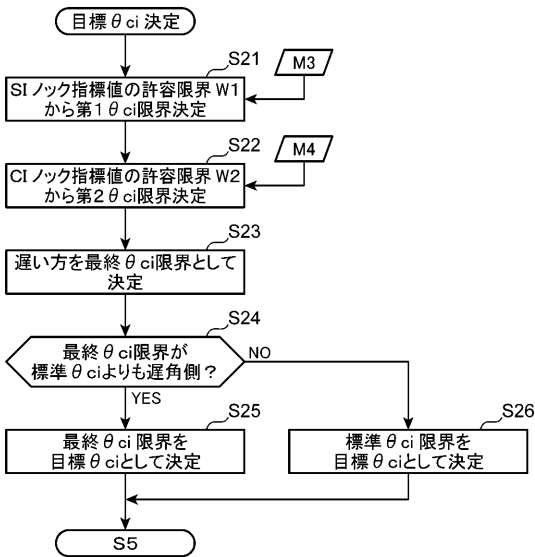 目標θci決定
S21
M3
SIノック指標値の許容限界W1
から第1θci限界決定
S22
M4
CIノック指標値の許容限界W2
から第2θci限界決定
S23
遅い方を最終θci限界として
決定
S24
最終θci限界が
標準θciよりも遅角側?
NO
YES
S25
最終θci限界を
目標θciとして決定
S26
標準θci限界を
目標θciとして決定
S5